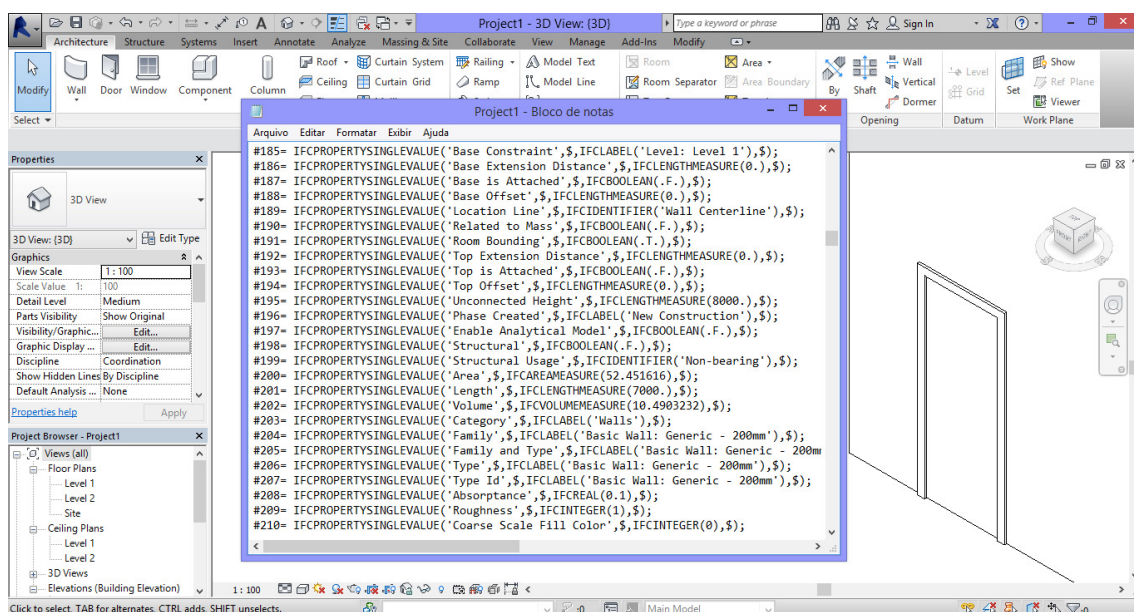 Project1 - 3D View: {3D}
Type a keyword or phrase
Sign In
Architecture Structure Systems Insert Annotate Analyze Massing & Site Collaborate View Manage Add-Ins Modify
Modify
Wall
Door
Window
Component
Column
Roof
Ceiling
Curtain System
Curtain Grid
Railing
Ramp
Model Text
Model Line
Room
Room Separator
Area
Area Boundary
By
Shaft
Wall
Vertical
Dormer
Level
Grid
Set
Show
Ref Plane
Viewer
Select
Opening
Datum
Work Plane
Project1 - Bloco de notas
Arquivo Editar Formatar Exibir Ajuda
#185= IFCPROPERTYSINGLEVALUE('Base Constraint',$,IFCLABEL('Level: Level 1'),$);
#186= IFCPROPERTYSINGLEVALUE('Base Extension Distance',$,IFCLENGTHMEASURE(0.),$);
#187= IFCPROPERTYSINGLEVALUE('Base is Attached',$,IFCBOOLEAN(.F.),$);
#188= IFCPROPERTYSINGLEVALUE('Base Offset',$,IFCLENGTHMEASURE(0.),$);
#189= IFCPROPERTYSINGLEVALUE('Location Line',$,IFCIDENTIFIER('Wall Centerline'),$);
#190= IFCPROPERTYSINGLEVALUE('Related to Mass',$,IFCBOOLEAN(.F.),$);
#191= IFCPROPERTYSINGLEVALUE('Room Bounding',$,IFCBOOLEAN(.T.),$);
#192= IFCPROPERTYSINGLEVALUE('Top Extension Distance',$,IFCLENGTHMEASURE(0.),$);
#193= IFCPROPERTYSINGLEVALUE('Top is Attached',$,IFCBOOLEAN(.F.),$);
#194= IFCPROPERTYSINGLEVALUE('Top Offset',$,IFCLENGTHMEASURE(0.),$);
#195= IFCPROPERTYSINGLEVALUE('Unconnected Height',$,IFCLENGTHMEASURE(8000.),$);
#196= IFCPROPERTYSINGLEVALUE('Phase Created',$,IFCLABEL('New Construction'),$);
#197= IFCPROPERTYSINGLEVALUE('Enable Analytical Model',$,IFCBOOLEAN(.F.),$);
#198= IFCPROPERTYSINGLEVALUE('Structural',$,IFCBOOLEAN(.F.),$);
#199= IFCPROPERTYSINGLEVALUE('Structural Usage',$,IFCIDENTIFIER('Non-bearing'),$);
#200= IFCPROPERTYSINGLEVALUE('Area',$,IFCAREAMEASURE(52.451616),$);
#201= IFCPROPERTYSINGLEVALUE('Length',$,IFCLENGTHMEASURE(7000.),$);
#202= IFCPROPERTYSINGLEVALUE('Volume',$,IFCVOLUMEMEASURE(10.4903232),$);
#203= IFCPROPERTYSINGLEVALUE('Category',$,IFCLABEL('Walls'),$);
#204= IFCPROPERTYSINGLEVALUE('Family',$,IFCLABEL('Basic Wall: Generic - 200mm'),$);
#205= IFCPROPERTYSINGLEVALUE('Family and Type',$,IFCLABEL('Basic Wall: Generic - 200m
#206= IFCPROPERTYSINGLEVALUE('Type',$,IFCLABEL('Basic Wall: Generic - 200mm'),$);
#207= IFCPROPERTYSINGLEVALUE('Type Id',$,IFCLABEL('Basic Wall: Generic - 200mm'),$);
#208= IFCPROPERTYSINGLEVALUE('Absorptance',$,IFCREAL(0.1),$);
#209= IFCPROPERTYSINGLEVALUE('Roughness',$,IFCINTEGER(1),$);
#210= IFCPROPERTYSINGLEVALUE('Coarse Scale Fill Color',$,IFCINTEGER(0),$);
Properties
3D View
3D View: {3D}
Edit Type
Graphics
View Scale 1 : 100
Scale Value 1: 100
Detail Level Medium
Parts Visibility Show Original
Visibility/Graphic... Edit...
Graphic Display ... Edit...
Discipline Coordination
Show Hidden Lines By Discipline
Default Analysis ... None
Properties help Apply
Project Browser - Project1
Views (all)
Floor Plans
Level 1
Level 2
Site
Ceiling Plans
Level 1
Level 2
3D Views
Elevations (Building Elevation)
1 : 100
Click to select, TAB for alternates, CTRL adds, SHIFT unselects.
:0
Main Model
:0